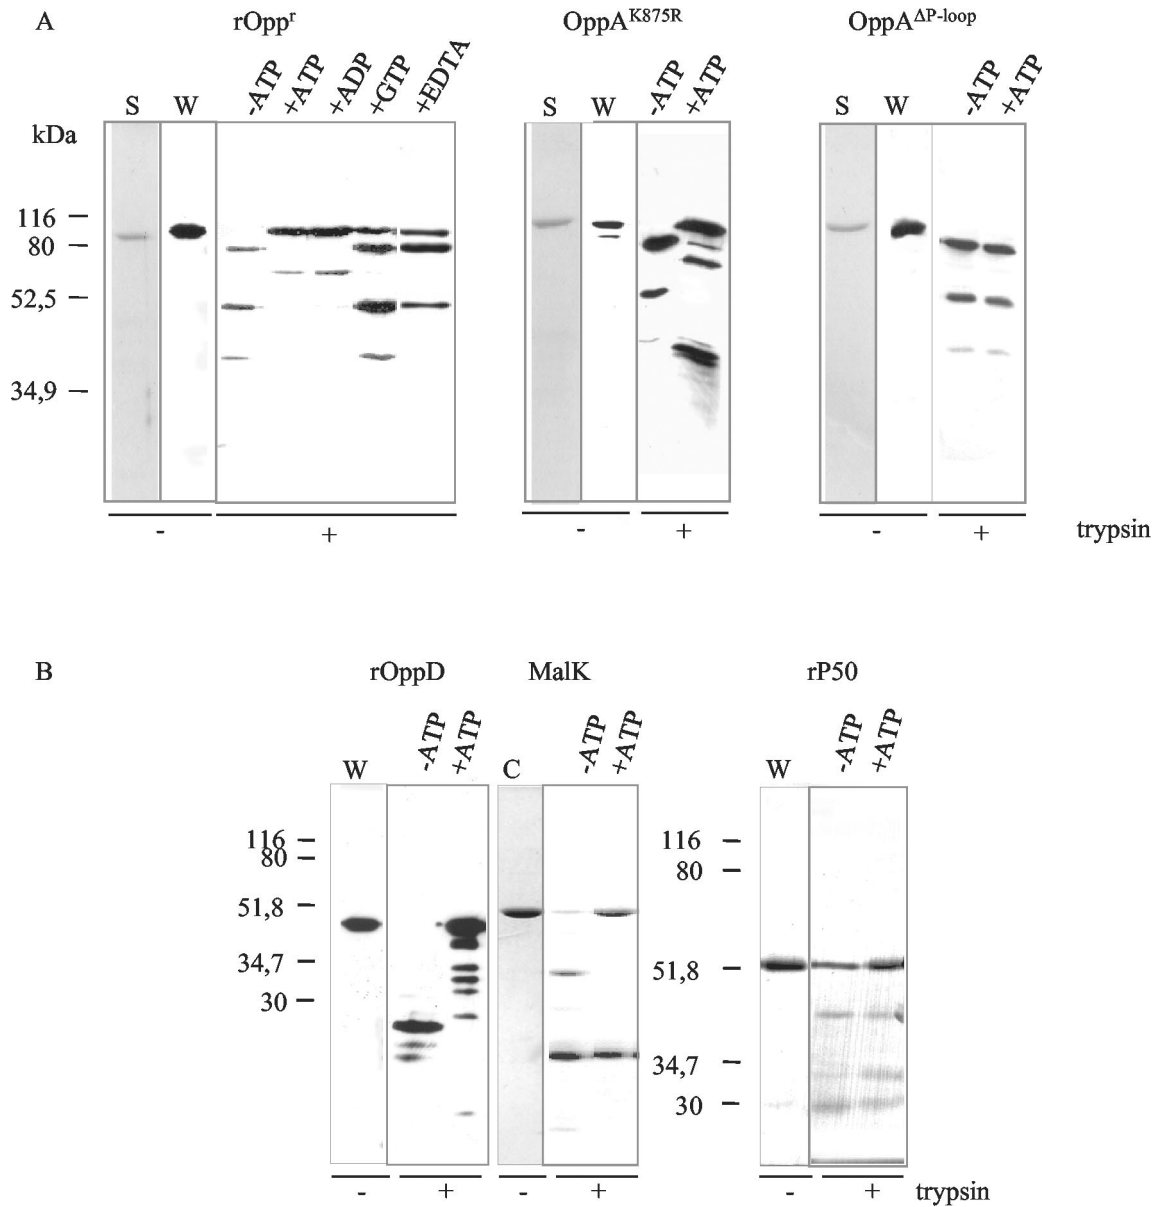 A rOppʳ OppAᴷ⁸⁷⁵ᴿ OppA^ΔP-loop
-ATP +ATP +ADP +GTP +EDTA -ATP +ATP -ATP +ATP
S W S W S W
kDa
116
80
52,5
34,9
- + - + - + trypsin
B rOppD MalK rP50
-ATP +ATP -ATP +ATP -ATP +ATP
W C W
116 116
80 80
51,8 51,8
34,7 34,7
30 30
- + - + - + trypsin